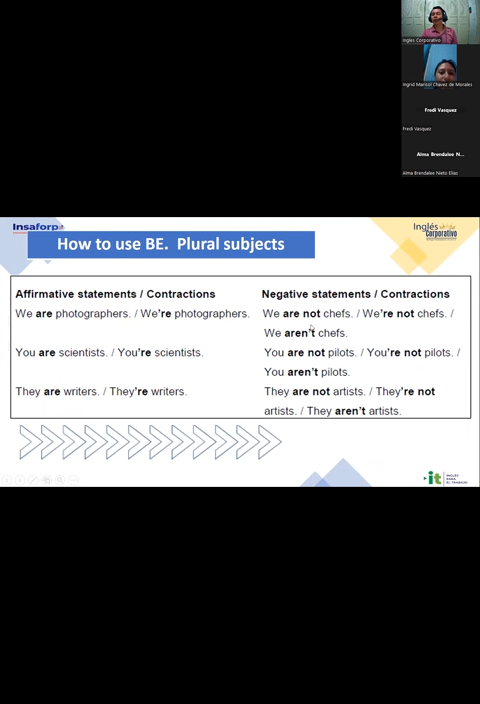 Inglés Corporativo
Ingrid Marisol Chavez de Morales
Fredi Vasquez
Fredi Vasquez
Alma Brendalee N...
Alma Brendalee Nieto Elias
Insaforp
Inglés
Corporativo
How to use BE. Plural subjects
Affirmative statements / Contractions
We are photographers. / We're photographers.
You are scientists. / You're scientists.
They are writers. / They're writers.
Negative statements / Contractions
We are not chefs. / We're not chefs. /
We aren't chefs.
You are not pilots. / You're not pilots. /
You aren't pilots.
They are not artists. / They're not
artists. / They aren't artists.
it
INGLÉS
PARA
EL TRABAJO